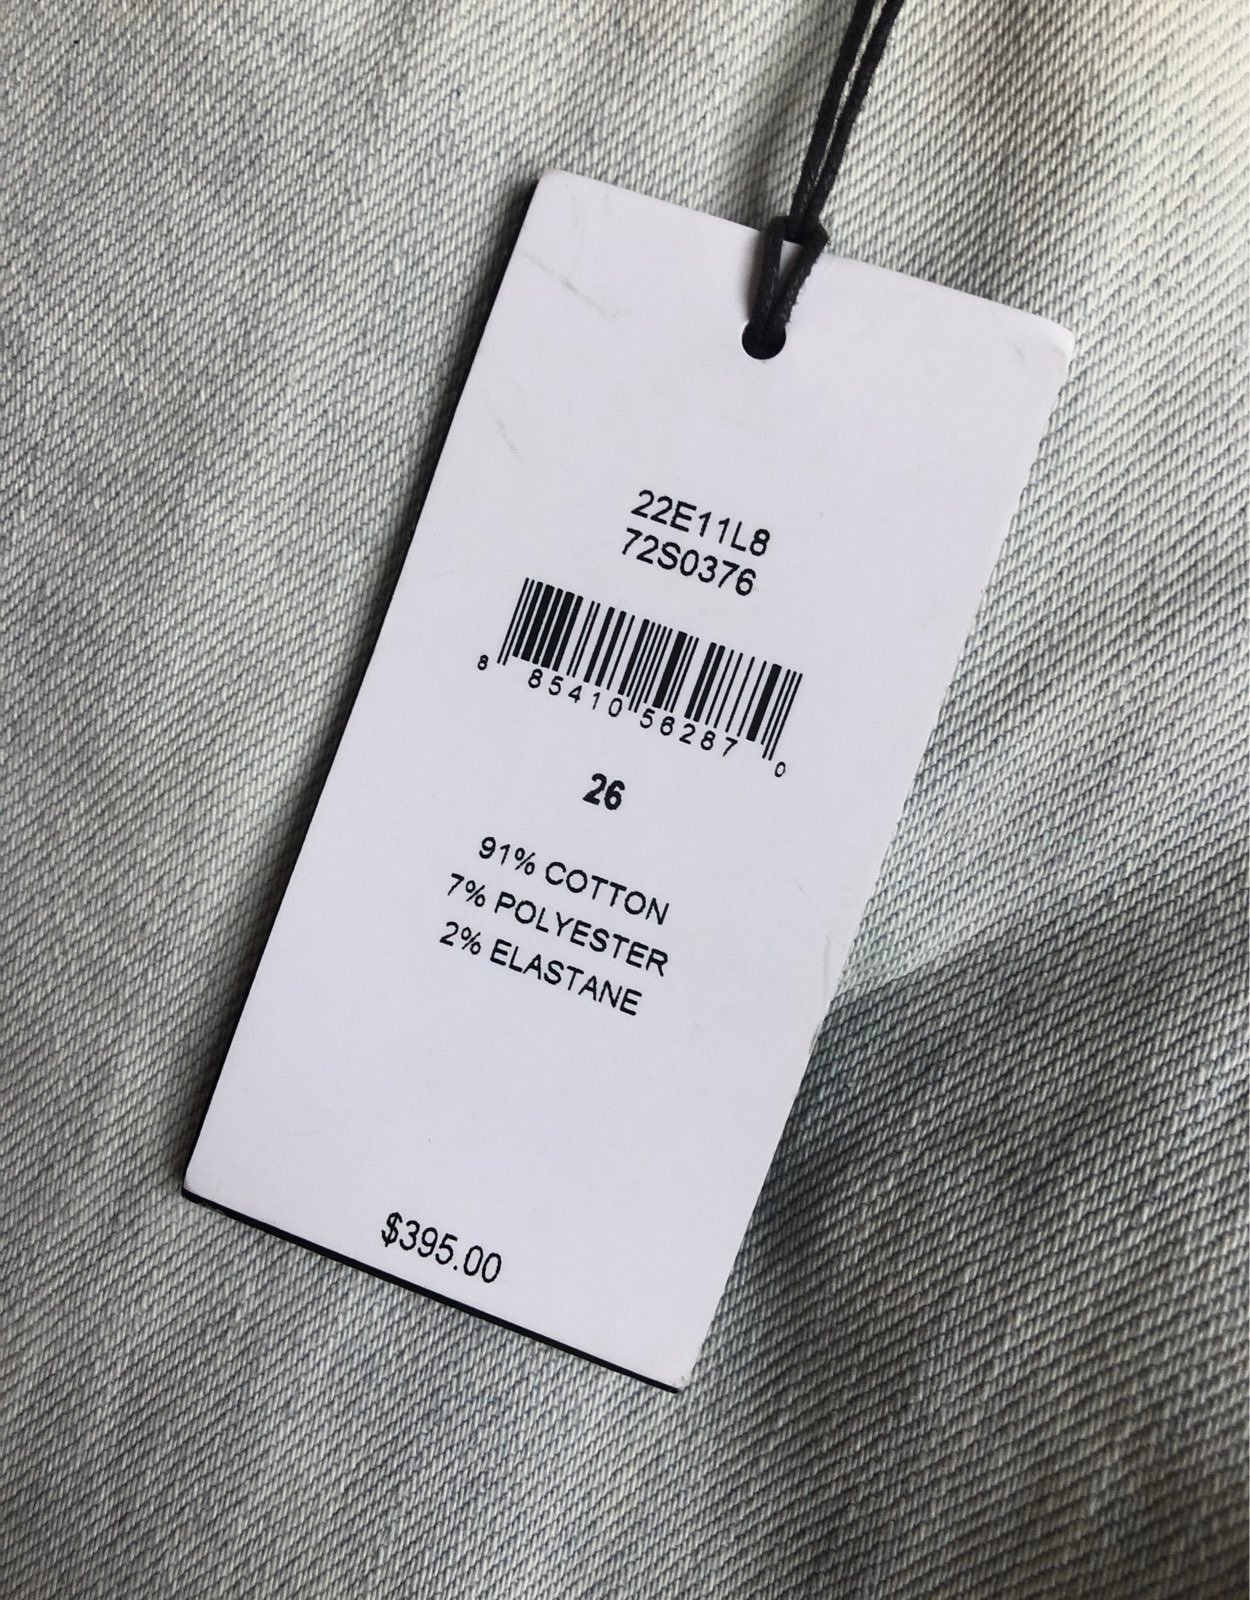 22E11L8
72S0376
8 85410 56287 0
26
91% COTTON
7% POLYESTER
2% ELASTANE
$395.00